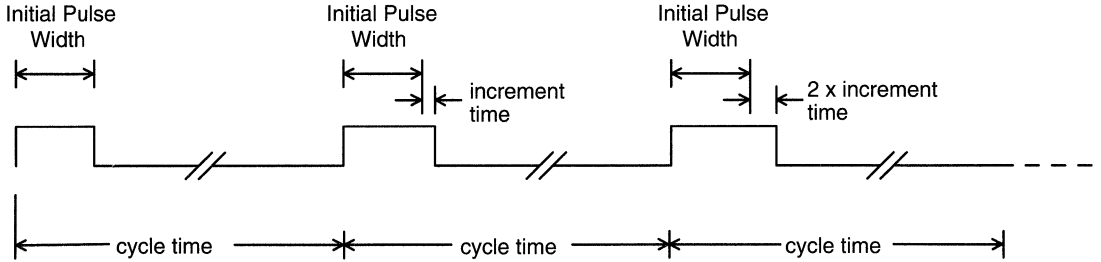 Initial Pulse
Width
Initial Pulse
Width
Initial Pulse
Width
increment
time
2 x increment
time
cycle time
cycle time
cycle time